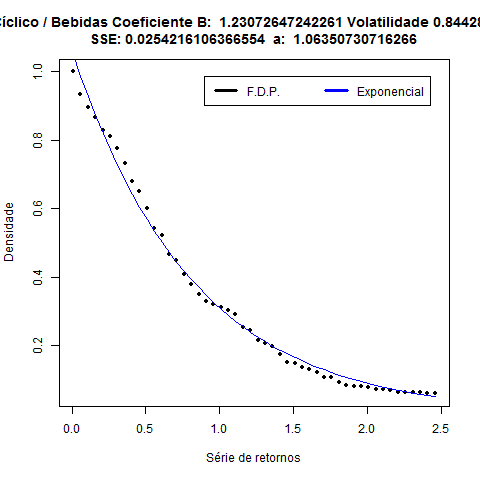 Cíclico / Bebidas Coeficiente B: 1.23072647242261 Volatilidade 0.84428
SSE: 0.0254216106366554 a: 1.06350730716266
F.D.P. Exponencial
1.0
0.8
0.6
0.4
0.2
Densidade
0.0 0.5 1.0 1.5 2.0 2.5
Série de retornos